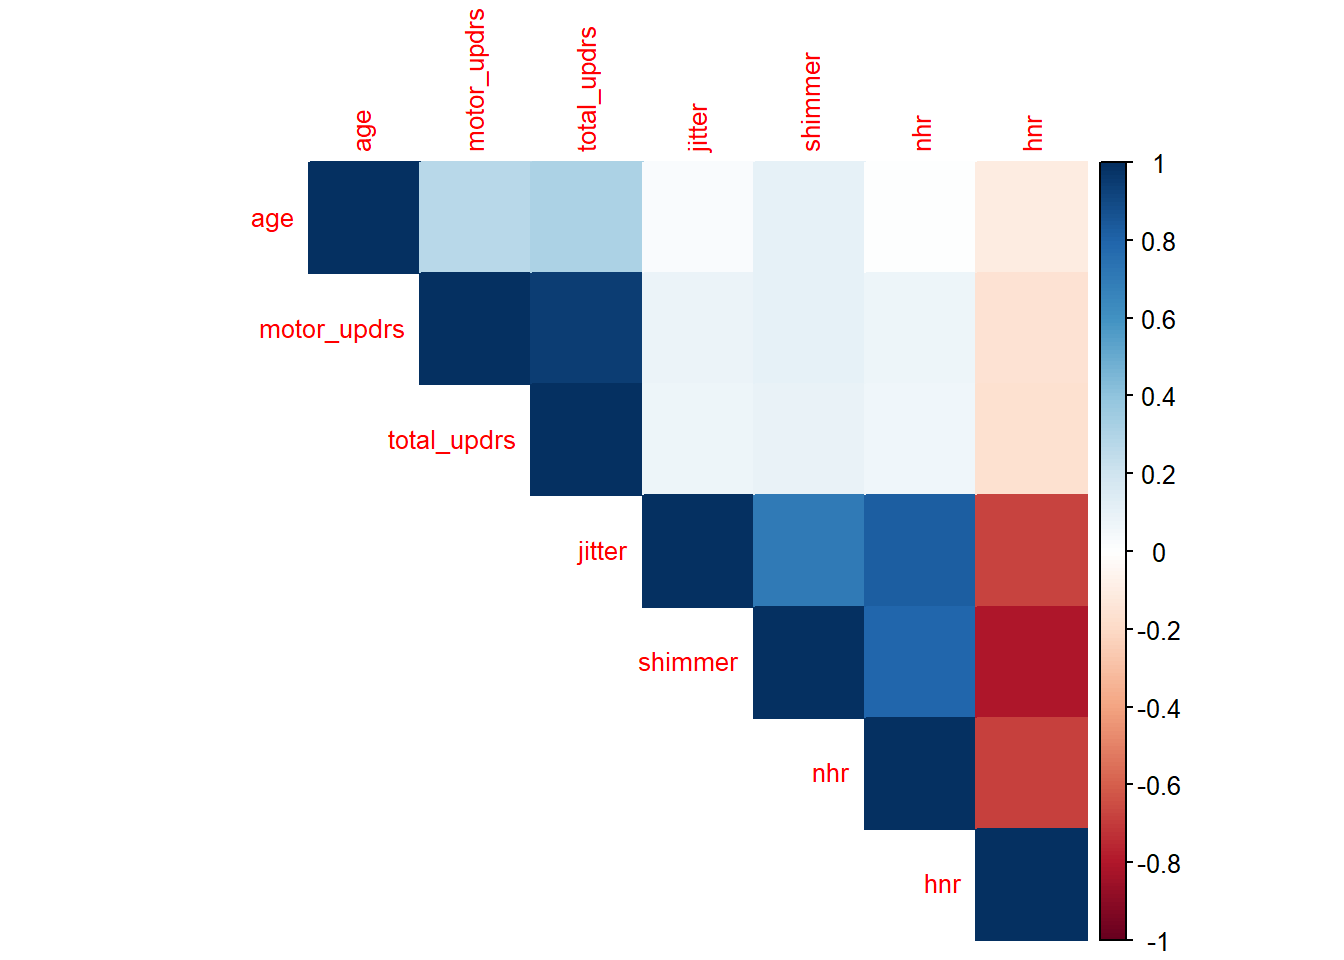 age
motor_updrs
total_updrs
jitter
shimmer
nhr
hnr
age
motor_updrs
total_updrs
jitter
shimmer
nhr
hnr
1
0.8
0.6
0.4
0.2
0
-0.2
-0.4
-0.6
-0.8
-1